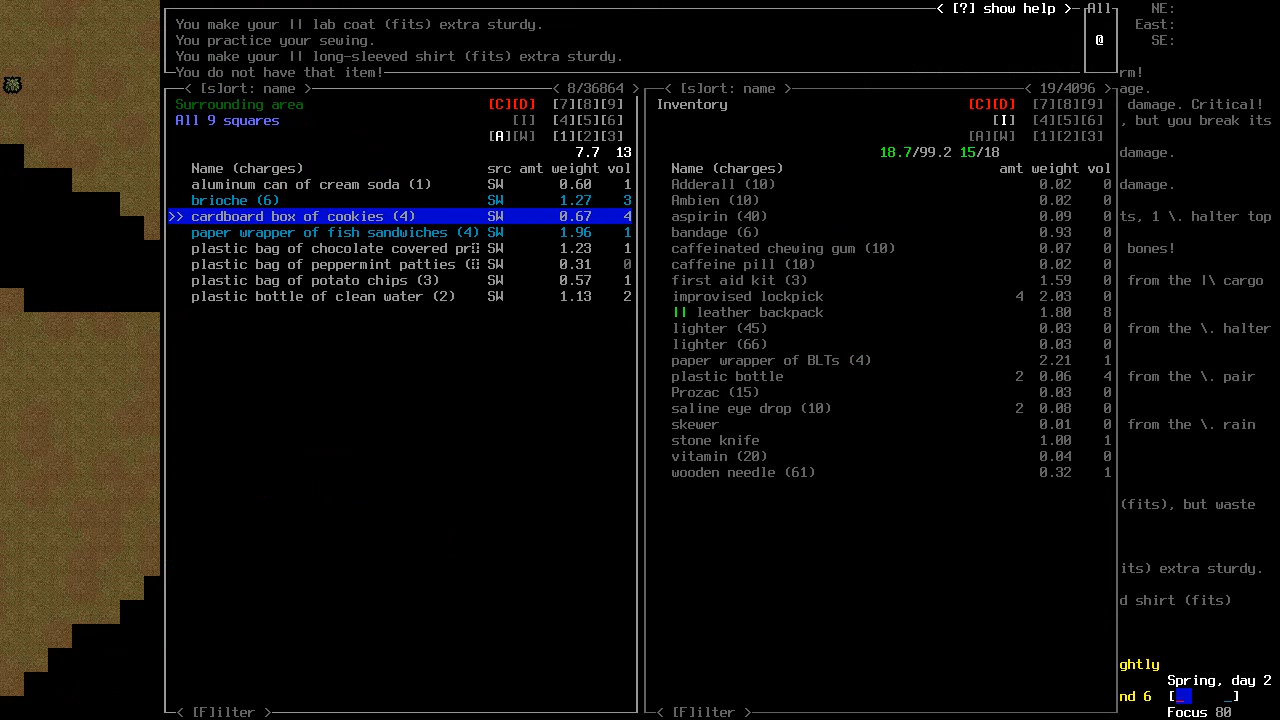 < [?] show help > All NE:
You make your || lab coat (fits) extra sturdy. East:
You practice your sewing. @ SE:
You make your || long-sleeved shirt (fits) extra sturdy.
You do not have that item! rm!
< [s]ort: name > < 8/36864 > < [s]ort: name > < 19/4096 > age.
Surrounding area [C][D] [7][8][9] Inventory [C][D] [7][8][9] damage. Critical!
All 9 squares [I] [4][5][6] [I] [4][5][6] , but you break its
[A][W] [1][2][3] [A][W] [1][2][3]
7.7 13 18.7/99.2 15/18 damage.
Name (charges) src amt weight vol Name (charges) amt weight vol
aluminum can of cream soda (1) SW 0.60 1 Adderall (10) 0.02 0 damage.
brioche (6) SW 1.27 3 Ambien (10) 0.02 0
>> cardboard box of cookies (4) SW 0.67 4 aspirin (40) 0.09 0 ts, 1 \. halter top
paper wrapper of fish sandwiches (4) SW 1.96 1 bandage (6) 0.93 0
plastic bag of chocolate covered pr SW 1.23 1 caffeinated chewing gum (10) 0.07 0 bones!
plastic bag of peppermint patties ( SW 0.31 0 caffeine pill (10) 0.02 0
plastic bag of potato chips (3) SW 0.57 1 first aid kit (3) 1.59 0 from the |\ cargo
plastic bottle of clean water (2) SW 1.13 2 improvised lockpick 4 2.03 0
|| leather backpack 1.80 8
lighter (45) 0.03 0 from the \. halter
lighter (66) 0.03 0
paper wrapper of BLTs (4) 2.21 1
plastic bottle 2 0.06 4 from the \. pair
Prozac (15) 0.03 0
saline eye drop (10) 2 0.08 0
skewer 0.01 0 from the \. rain
stone knife 1.00 1
vitamin (20) 0.04 0
wooden needle (61) 0.32 1
(fits), but waste
its) extra sturdy.
d shirt (fits)
ghtly
Spring, day 2
nd 6 [_ _]
< [F]ilter > < [F]ilter > Focus 80